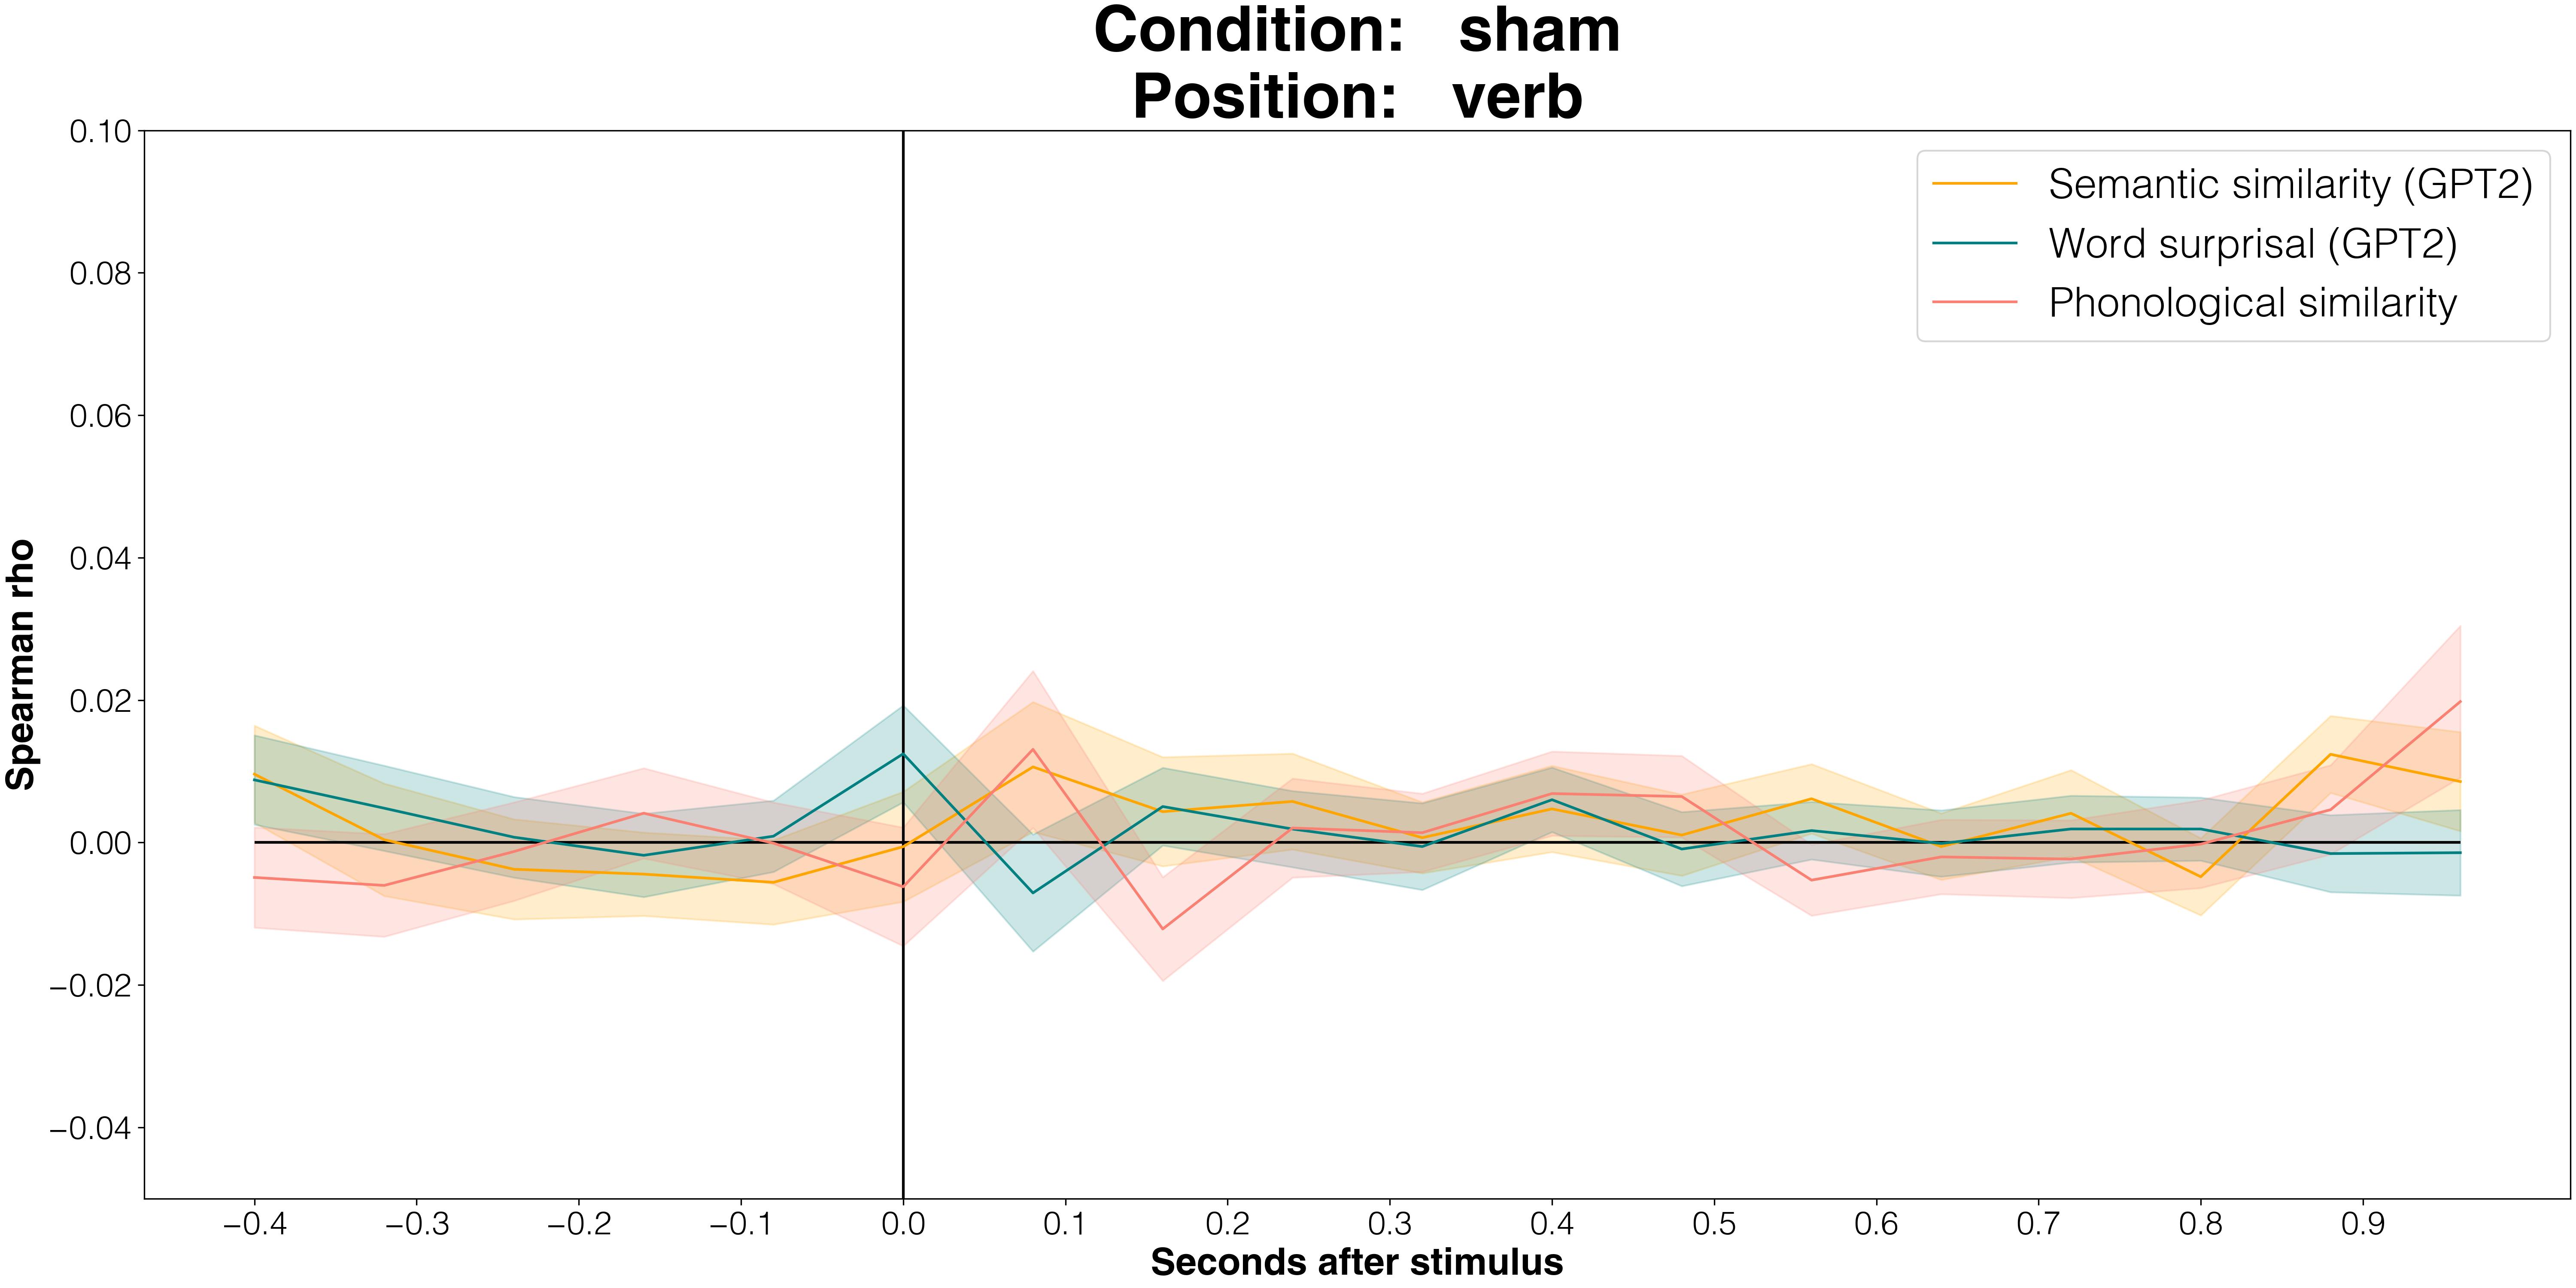 Condition:   sham
Position:   verb
0.10
0.08
0.06
0.04
0.02
0.00
−0.02
−0.04
Spearman rho
Semantic similarity (GPT2)
Word surprisal (GPT2)
Phonological similarity
−0.4 −0.3 −0.2 −0.1 0.0 0.1 0.2 0.3 0.4 0.5 0.6 0.7 0.8 0.9
Seconds after stimulus